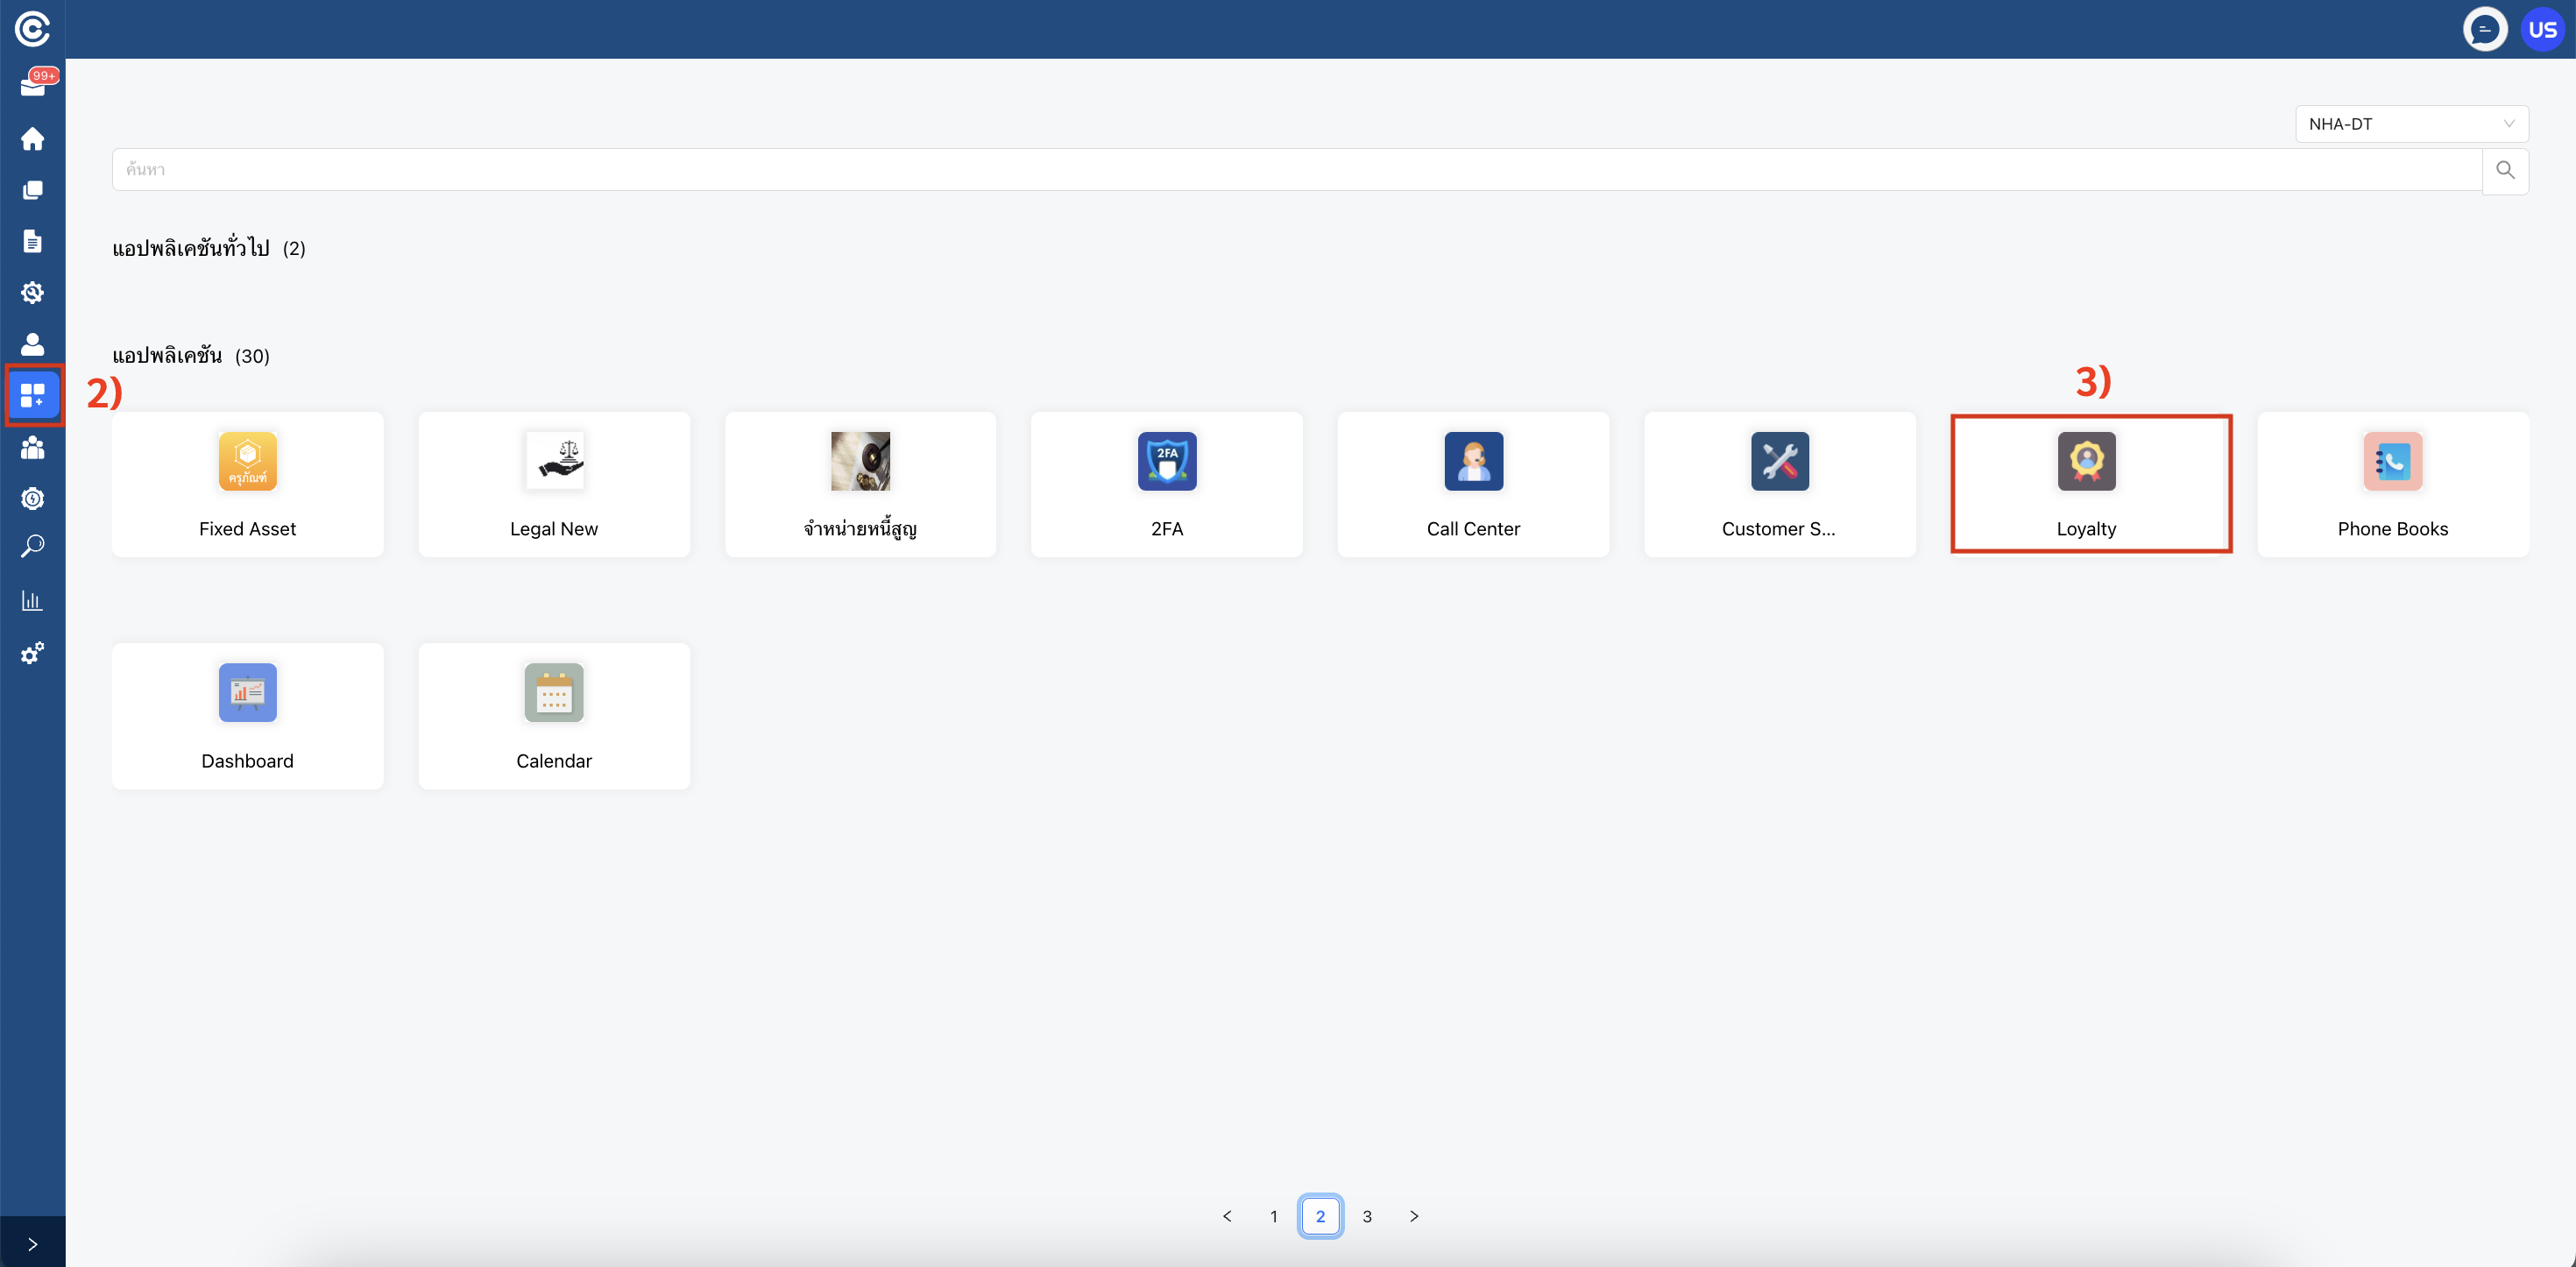 US
99+
NHA-DT
ค้นหา
แอปพลิเคชันทั่วไป (2)
แอปพลิเคชัน (30)
2)
3)
ครุภัณฑ์
2FA
Fixed Asset
Legal New
จำหน่ายหนี้สูญ
2FA
Call Center
Customer S...
Loyalty
Phone Books
Dashboard
Calendar
< 1 2 3 >